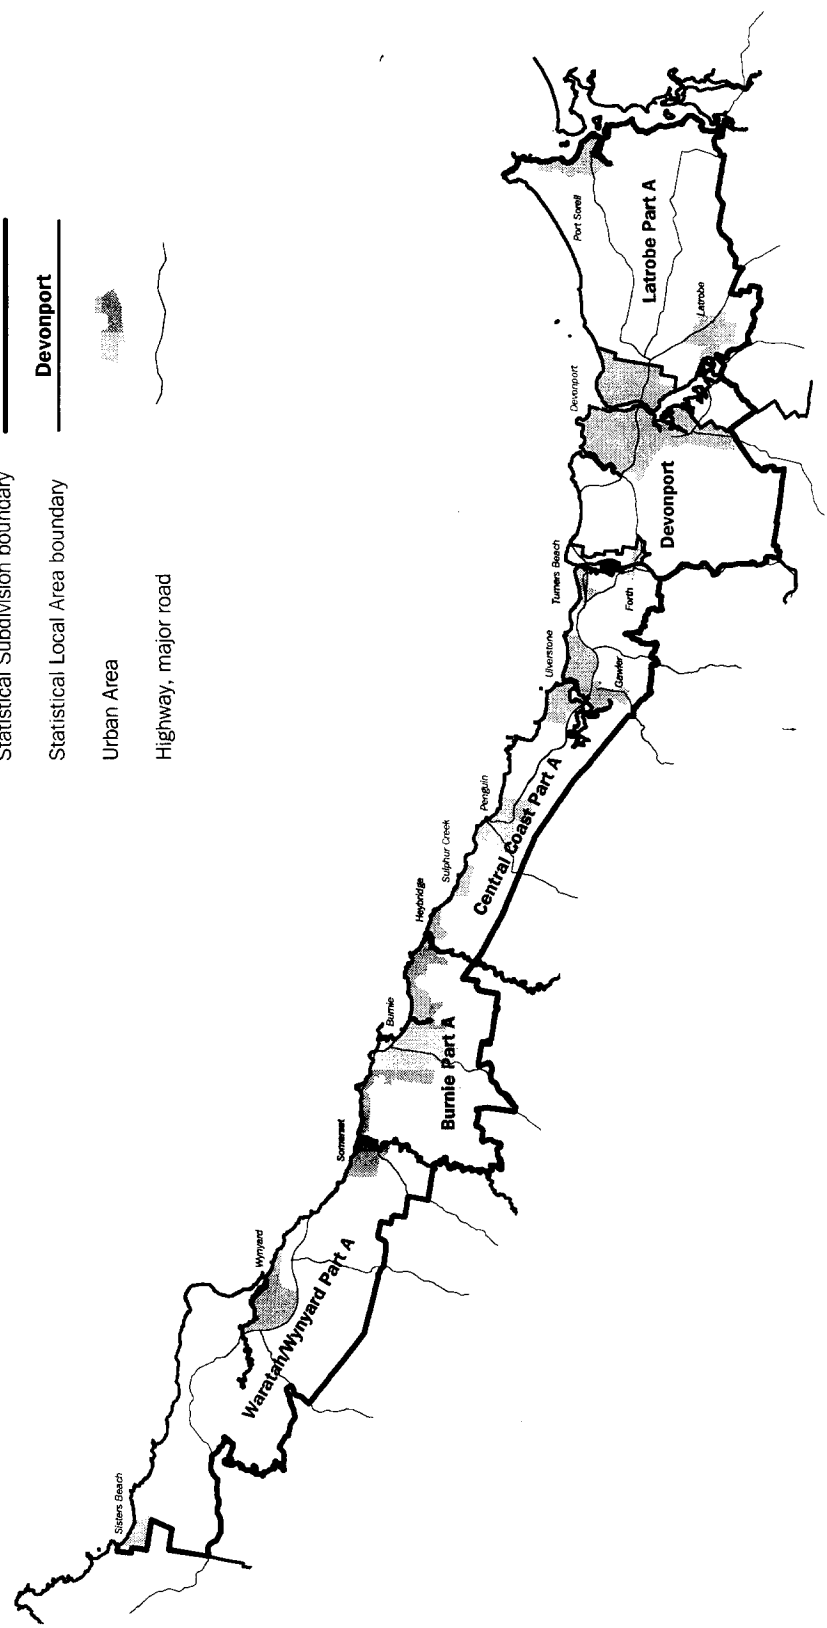 Statistical Subdivision boundary
Statistical Local Area boundary
Devonport
Urban Area
Highway, major road
Sisters Beach
Wynyard
Waratah/Wynyard Part A
Somerset
Burnie
Burnie Part A
Heybridge
Sulphur Creek
Penguin
Central Coast Part A
Ulverstone
Gawler
Turners Beach
Forth
Devonport
Devonport
Port Sorell
Latrobe Part A
Latrobe